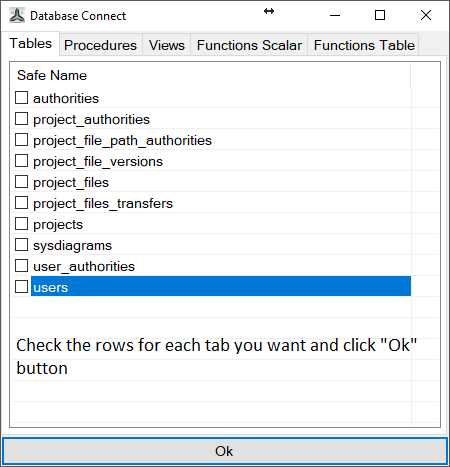 Database Connect
Tables Procedures Views Functions Scalar Functions Table
Safe Name
authorities
project_authorities
project_file_path_authorities
project_file_versions
project_files
project_files_transfers
projects
sysdiagrams
user_authorities
users
Check the rows for each tab you want and click "Ok"
button
Ok